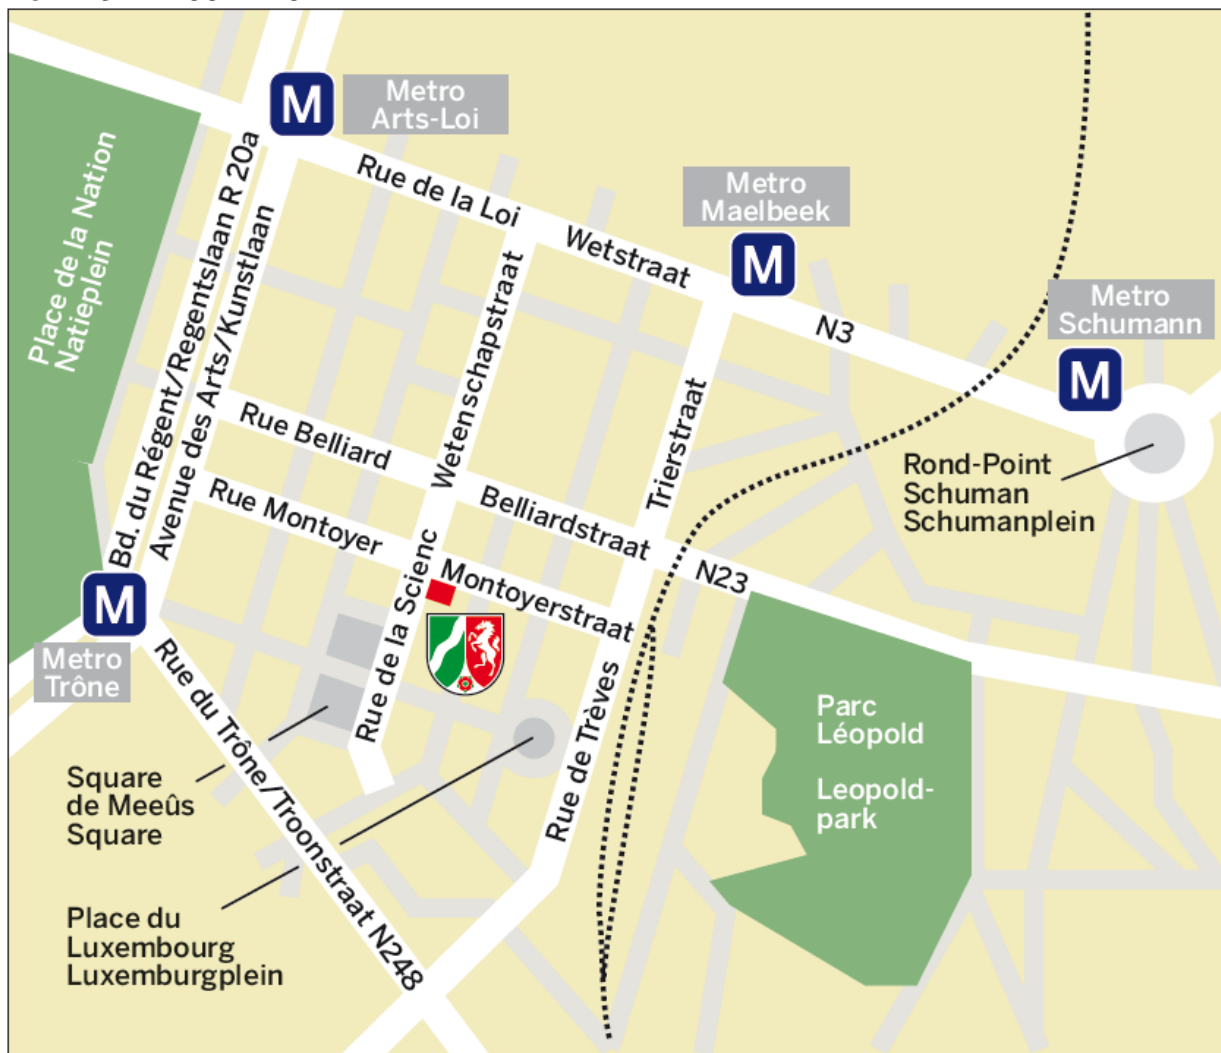 M
Metro
Arts-Loi
Place de la Nation
Natieplein
Bd. du Régent/Regentslaan R 20a
Avenue des Arts/Kunstlaan
Rue de la Loi
Wetstraat
N3
Metro
Maelbeek
M
Metro
Schumann
M
Wetenschapstraat
Rue de la Scienc
Trierstraat
Rue de Trèves
Rue Belliard
Belliardstraat
N23
Rue Montoyer
Montoyerstraat
Rond-Point
Schuman
Schumanplein
M
Metro
Trône
Rue du Trône/Troonstraat N248
Parc
Léopold
Leopold-
park
Square
de Meeûs
Square
Place du
Luxembourg
Luxemburgplein